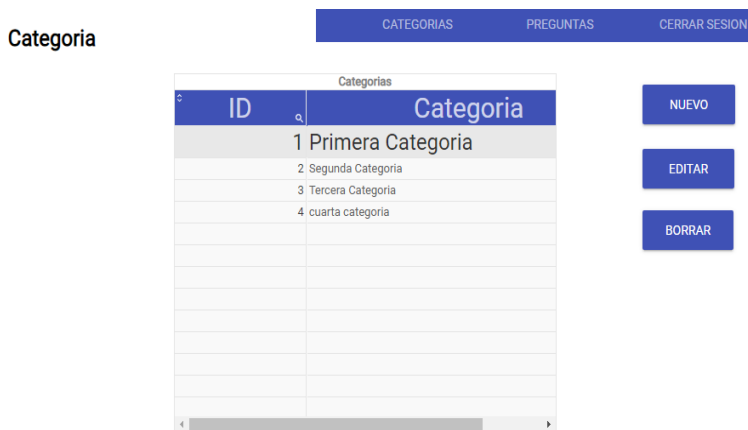 Categoria
CATEGORIAS PREGUNTAS CERRAR SESION
Categorias
ID Categoria
1 Primera Categoria
2 Segunda Categoria
3 Tercera Categoria
4 cuarta categoria
NUEVO
EDITAR
BORRAR